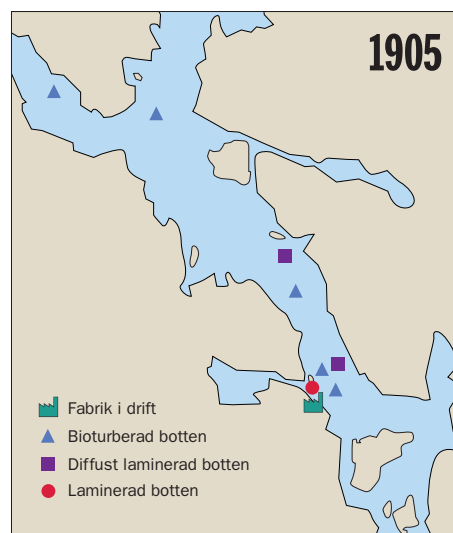 1905
Fabrik i drift
Bioturberad botten
Diffust laminerad botten
Laminerad botten